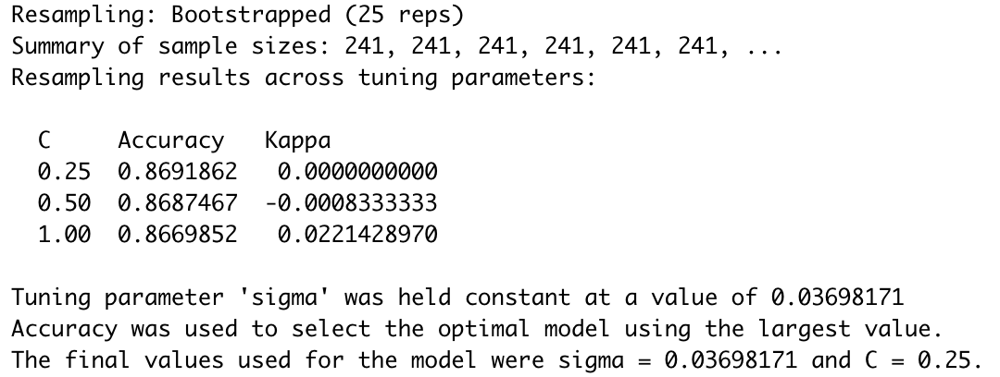 Resampling: Bootstrapped (25 reps)
Summary of sample sizes: 241, 241, 241, 241, 241, 241, ...
Resampling results across tuning parameters:

  C     Accuracy   Kappa
  0.25  0.8691862   0.0000000000
  0.50  0.8687467  -0.0008333333
  1.00  0.8669852   0.0221428970

Tuning parameter 'sigma' was held constant at a value of 0.03698171
Accuracy was used to select the optimal model using the largest value.
The final values used for the model were sigma = 0.03698171 and C = 0.25.